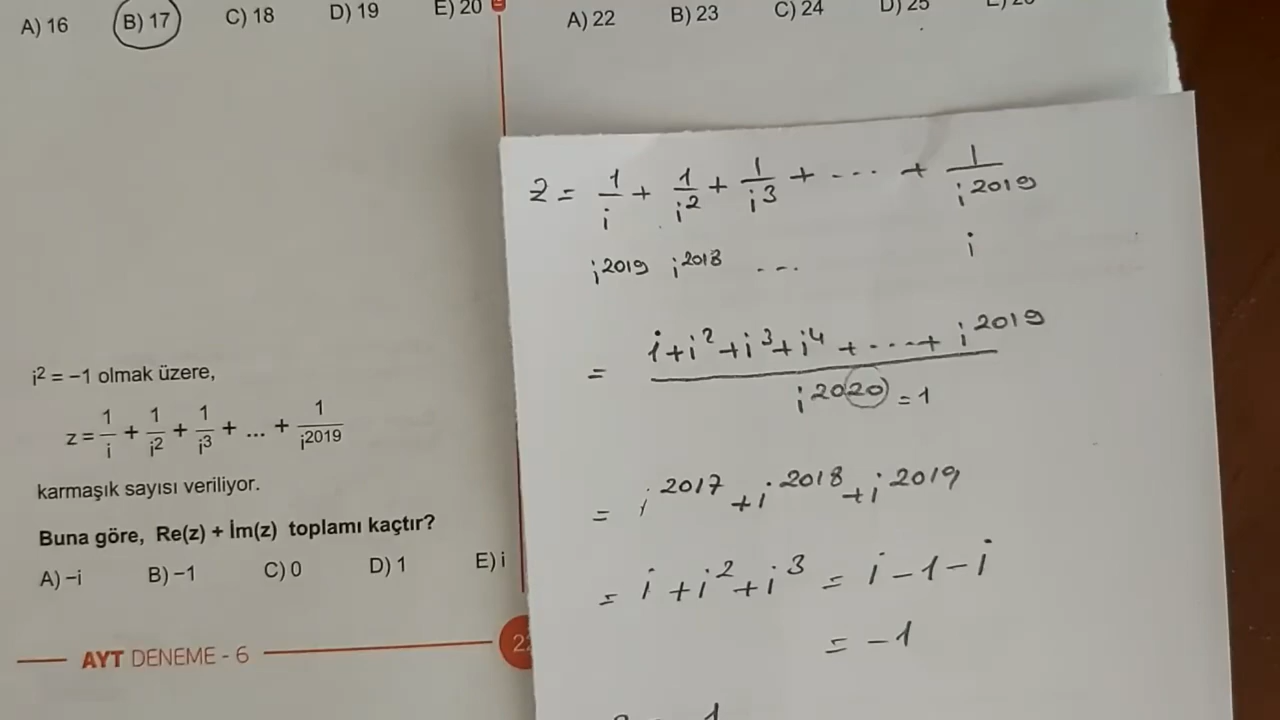 A) 16 B) 17 C) 18 D) 19 E) 20
A) 22 B) 23 C) 24 D) 25
i² = −1 olmak üzere,
z = 1/i + 1/i² + 1/i³ + ... + 1/i²⁰¹⁹
karmaşık sayısı veriliyor.
Buna göre, Re(z) + İm(z) toplamı kaçtır?
A) −i B) −1 C) 0 D) 1 E) i
AYT DENEME - 6
z = 1/i + 1/i² + 1/i³ + ... + 1/i²⁰¹⁹
i²⁰¹⁹ i²⁰¹⁸ ... i
= (i + i² + i³ + i⁴ + ... + i²⁰¹⁹)/i²⁰²⁰ = 1
= i²⁰¹⁷ + i²⁰¹⁸ + i²⁰¹⁹
= i + i² + i³ = i − 1 − i
= −1